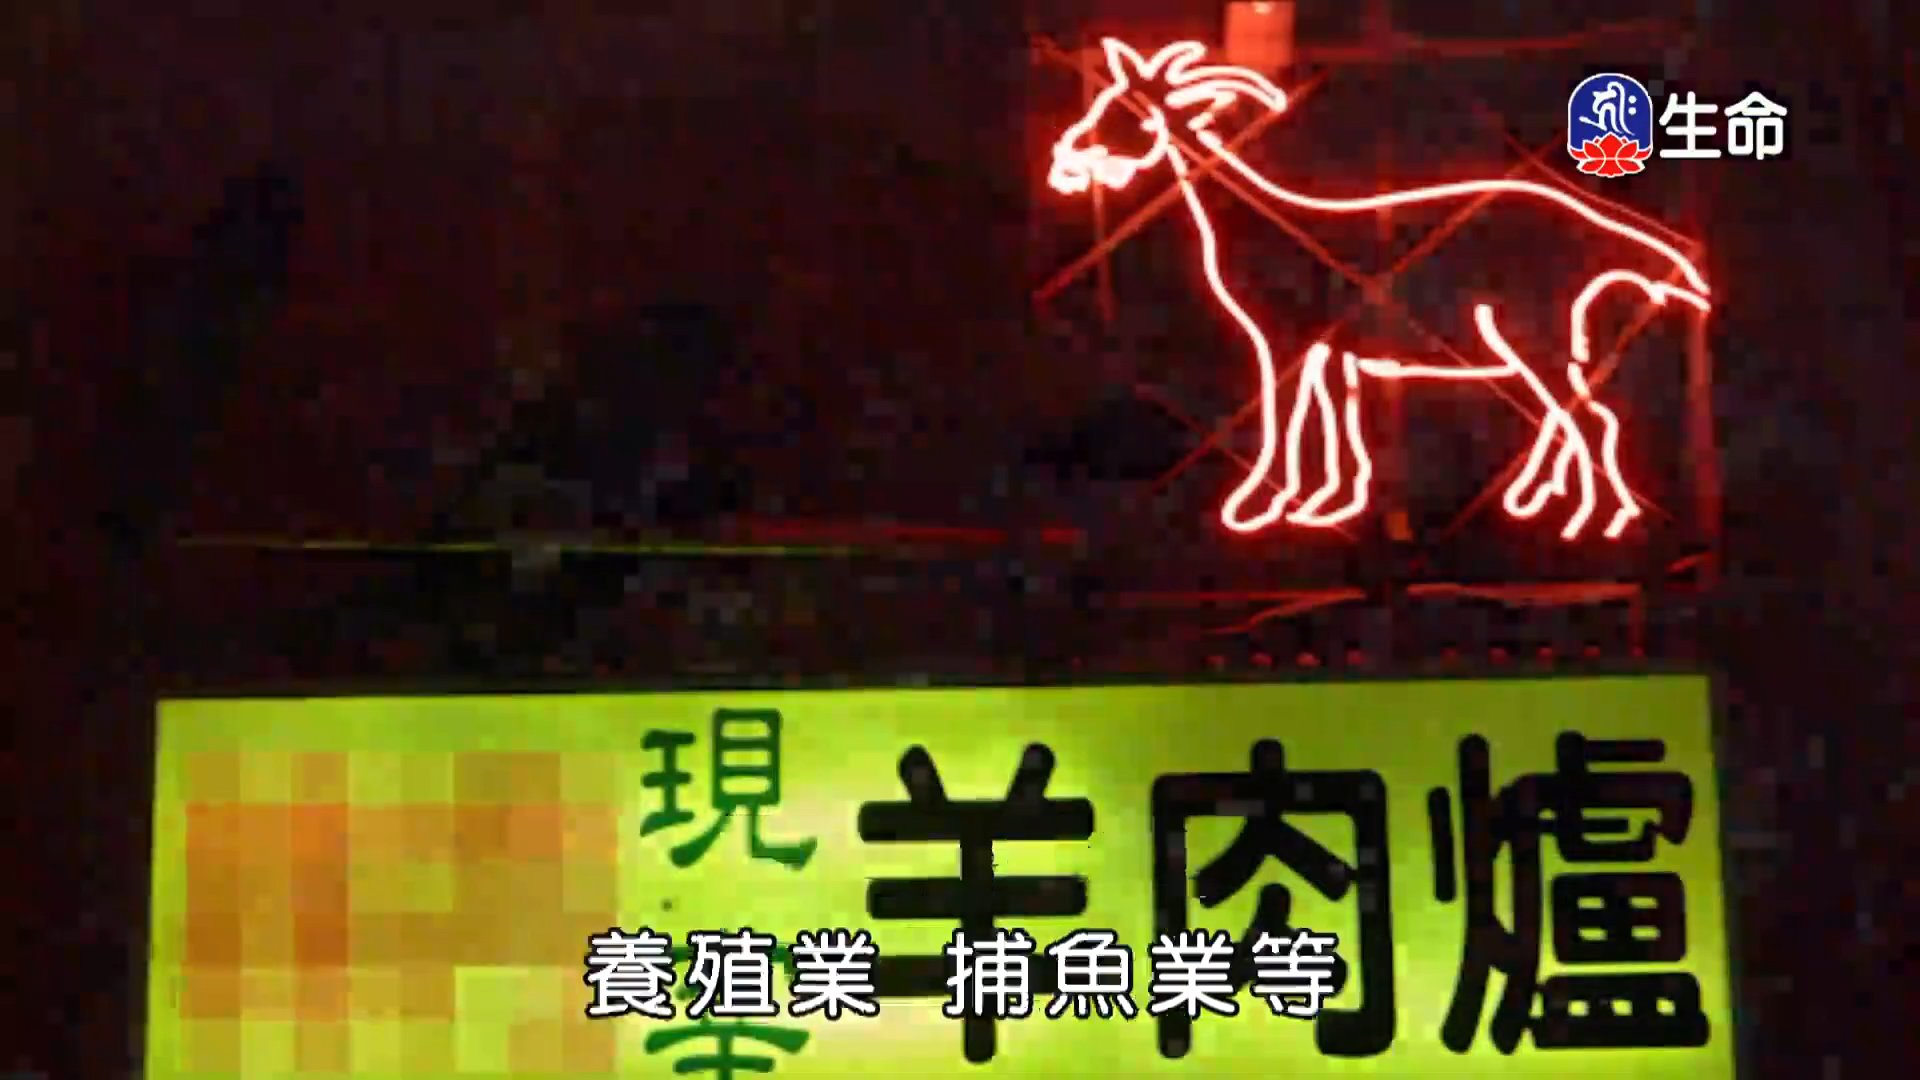 生命
現
羊肉爐
養殖業 捕魚業等